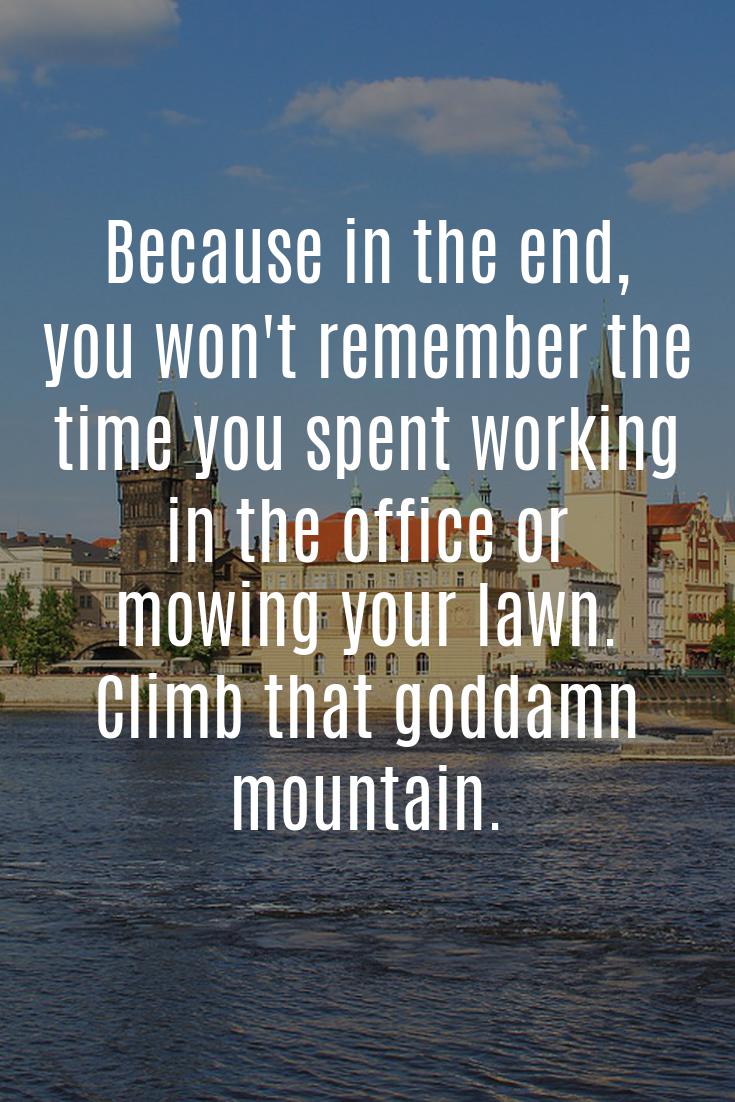 Because in the end,
you won't remember the
time you spent working
in the office or
mowing your lawn.
Climb that goddamn
mountain.